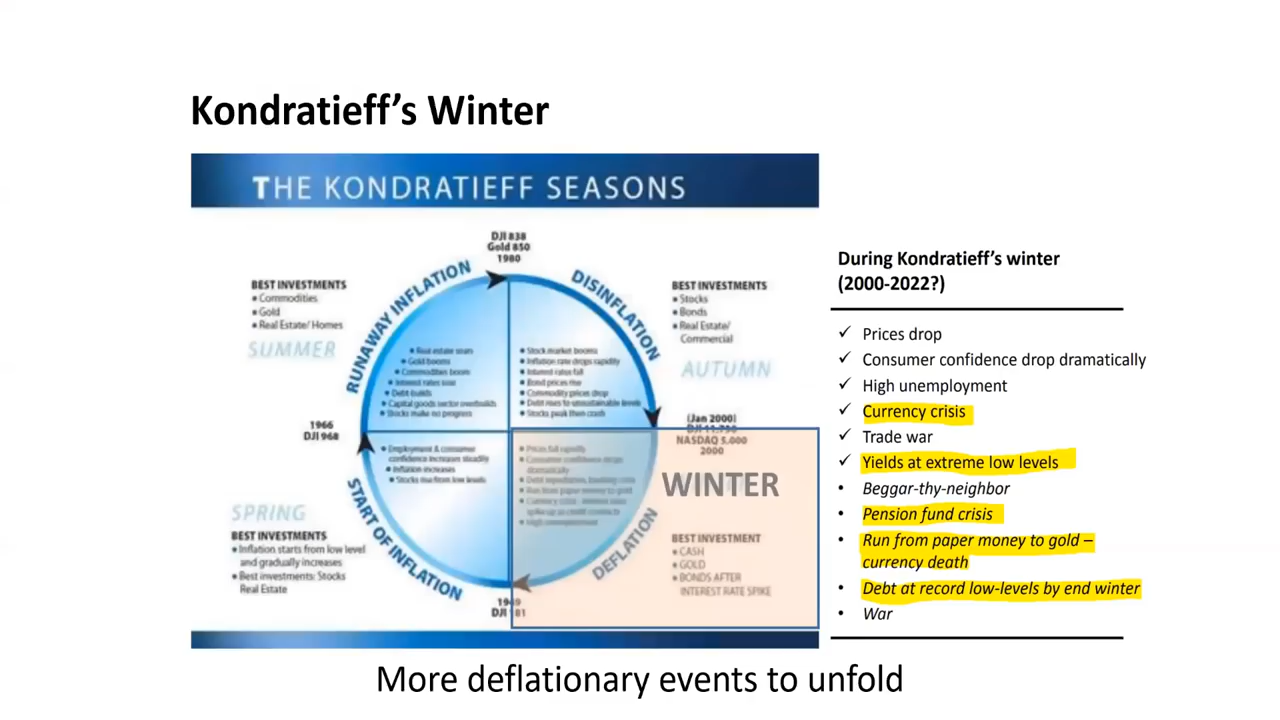 Kondratieff's Winter
THE KONDRATIEFF SEASONS
DJI 838
Gold 850
1980
BEST INVESTMENTS
• Commodities
• Gold
• Real Estate/ Homes
SUMMER
RUNAWAY INFLATION
DISINFLATION
BEST INVESTMENTS
• Stocks
• Bonds
• Real Estate/
Commercial
AUTUMN
• Real estate soars
• Gold booms
• Commodities boom
• Interest rates soar
• Debt builds
• Capital goods sector overbuilds
• Stocks make no progress
• Stock market booms
• Inflation rate drops rapidly
• Interest rates fall
• Bond prices rise
• Commodity prices drop
• Debt rises to unsustainable levels
• Stocks peak then crash
1966
DJI 968
(Jan 2000)
DJI 11,750
NASDAQ 5,000
2000
• Employment & consumer
confidence increases steadily
• Inflation increases
• Stocks rise from low levels
• Prices fall rapidly
• Consumer confidence drops
dramatically
• Debt repudiation, banking crisis
• Run from paper money to gold
• High unemployment
WINTER
SPRING
BEST INVESTMENTS
• Inflation starts from low level
and gradually increases
• Best investments: Stocks
Real Estate
START OF INFLATION
DEFLATION
BEST INVESTMENT
• CASH
• GOLD
• BONDS AFTER
INTEREST RATE SPIKE
1949
DJI 181
During Kondratieff's winter
(2000-2022?)
✓ Prices drop
✓ Consumer confidence drop dramatically
✓ High unemployment
✓ Currency crisis
✓ Trade war
✓ Yields at extreme low levels
• Beggar-thy-neighbor
• Pension fund crisis
• Run from paper money to gold –
currency death
• Debt at record low-levels by end winter
• War
More deflationary events to unfold